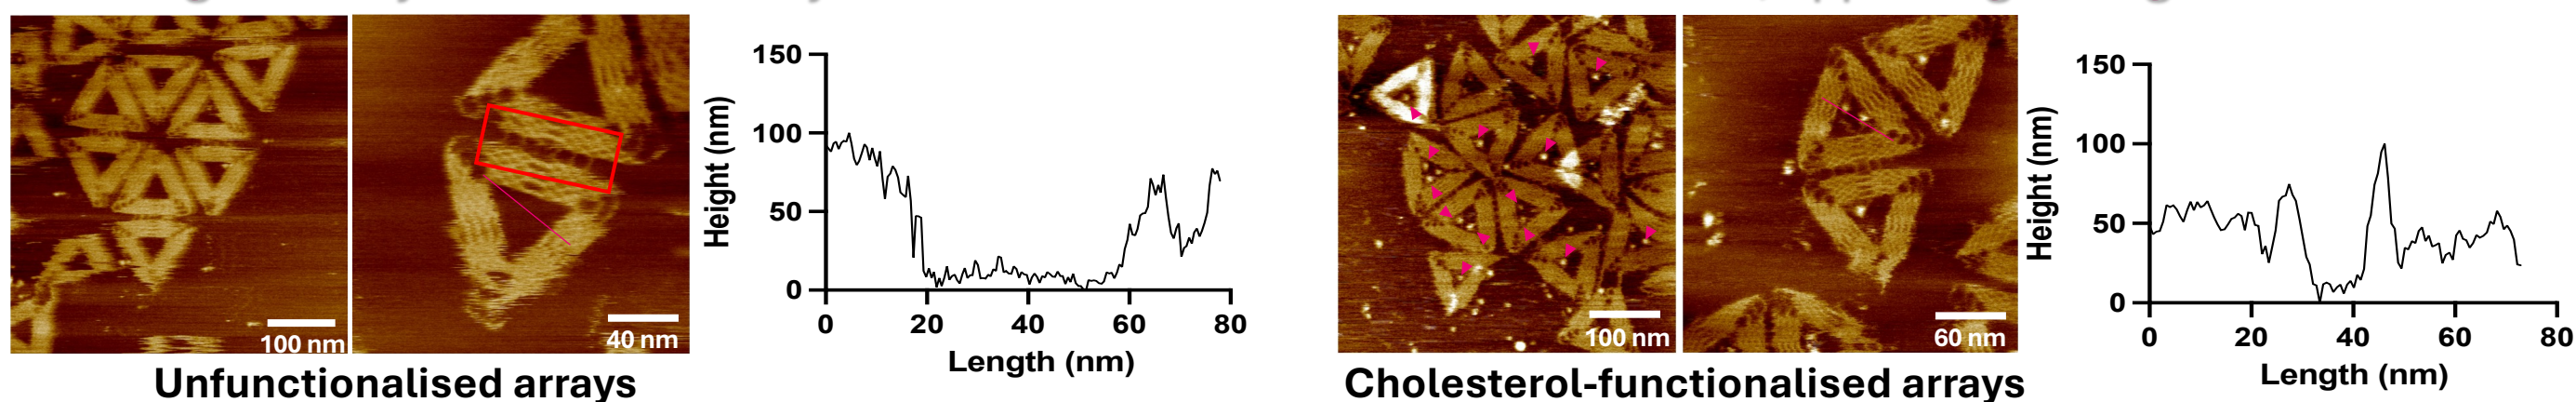 100 nm
40 nm
150
100
50
0
Height (nm)
0 20 40 60 80
Length (nm)
Unfunctionalised arrays
100 nm
60 nm
150
100
50
0
Height (nm)
0 20 40 60 80
Length (nm)
Cholesterol-functionalised arrays